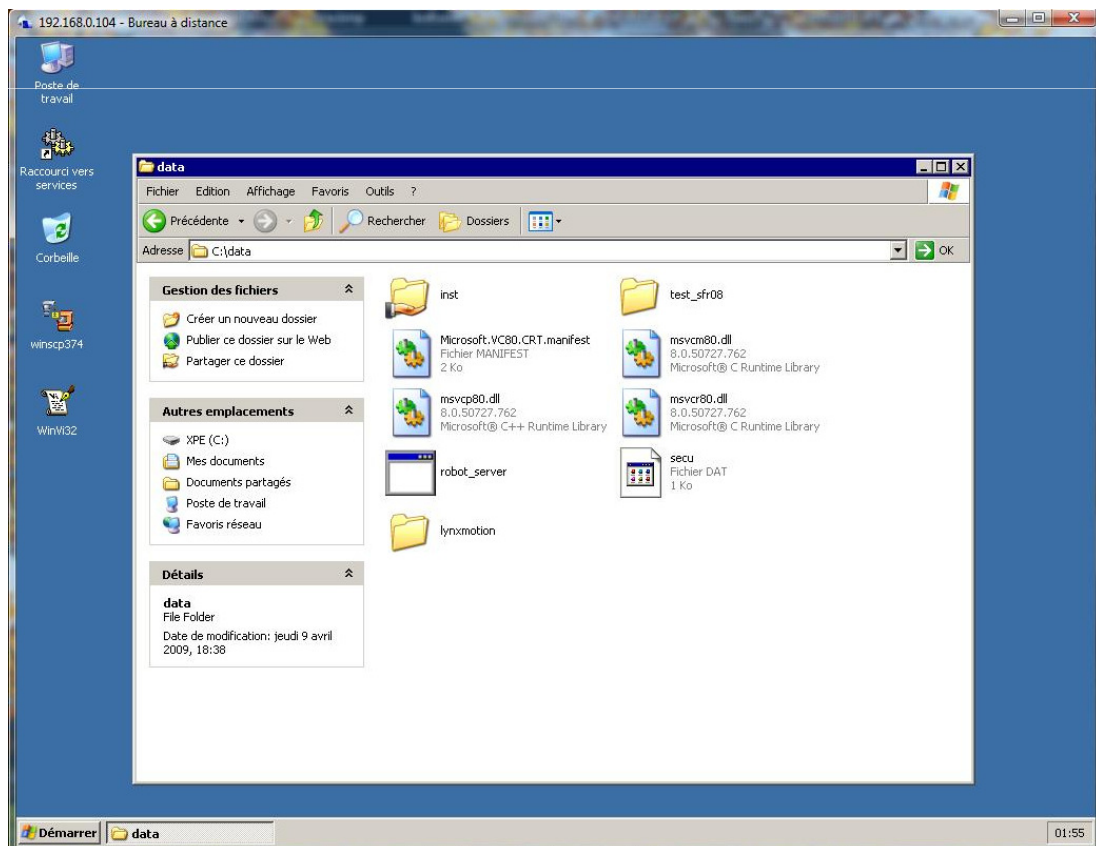 192.168.0.104 - Bureau à distance
Poste de
travail
Raccourci vers
services
Corbeille
winscp374
WinVi32
data
Fichier Edition Affichage Favoris Outils ?
Précédente Rechercher Dossiers
Adresse C:\data OK
Gestion des fichiers
Créer un nouveau dossier
Publier ce dossier sur le Web
Partager ce dossier
Autres emplacements
XPE (C:)
Mes documents
Documents partagés
Poste de travail
Favoris réseau
Détails
data
File Folder
Date de modification: jeudi 9 avril
2009, 18:38
inst
test_sfr08
Microsoft.VC80.CRT.manifest
Fichier MANIFEST
2 Ko
msvcm80.dll
8.0.50727.762
Microsoft® C Runtime Library
msvcp80.dll
8.0.50727.762
Microsoft® C++ Runtime Library
msvcr80.dll
8.0.50727.762
Microsoft® C Runtime Library
robot_server
secu
Fichier DAT
1 Ko
lynxmotion
Démarrer data 01:55